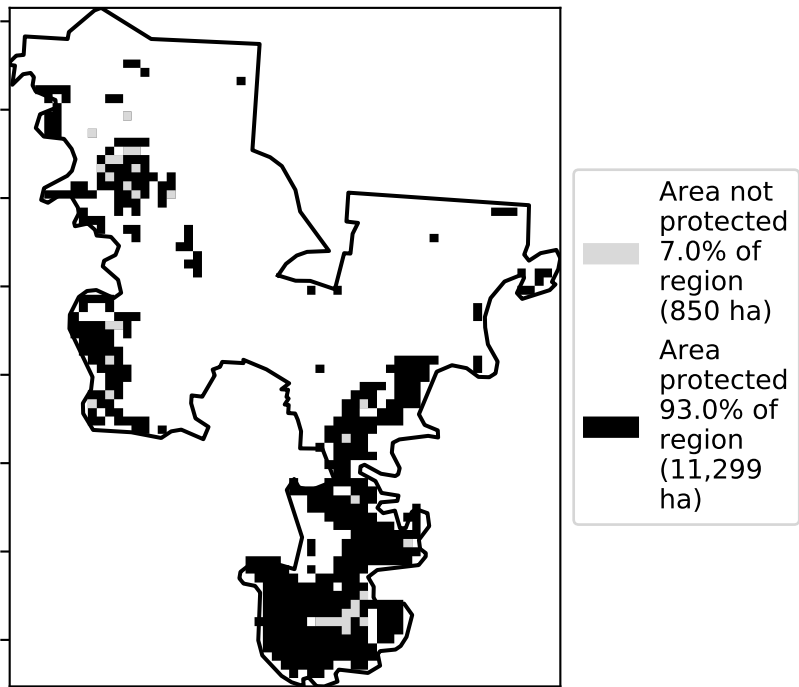 Area not
protected
7.0% of
region
(850 ha)
Area
protected
93.0% of
region
(11,299
ha)